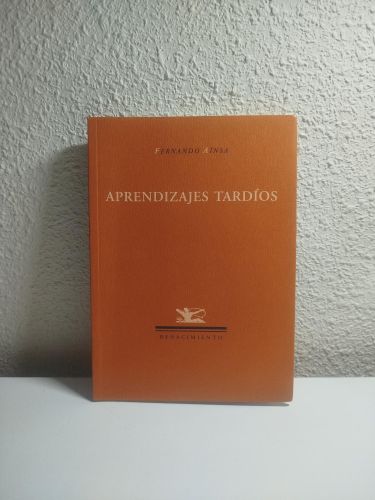 FERNANDO AÍNSA
APRENDIZAJES TARDÍOS
RENACIMIENTO